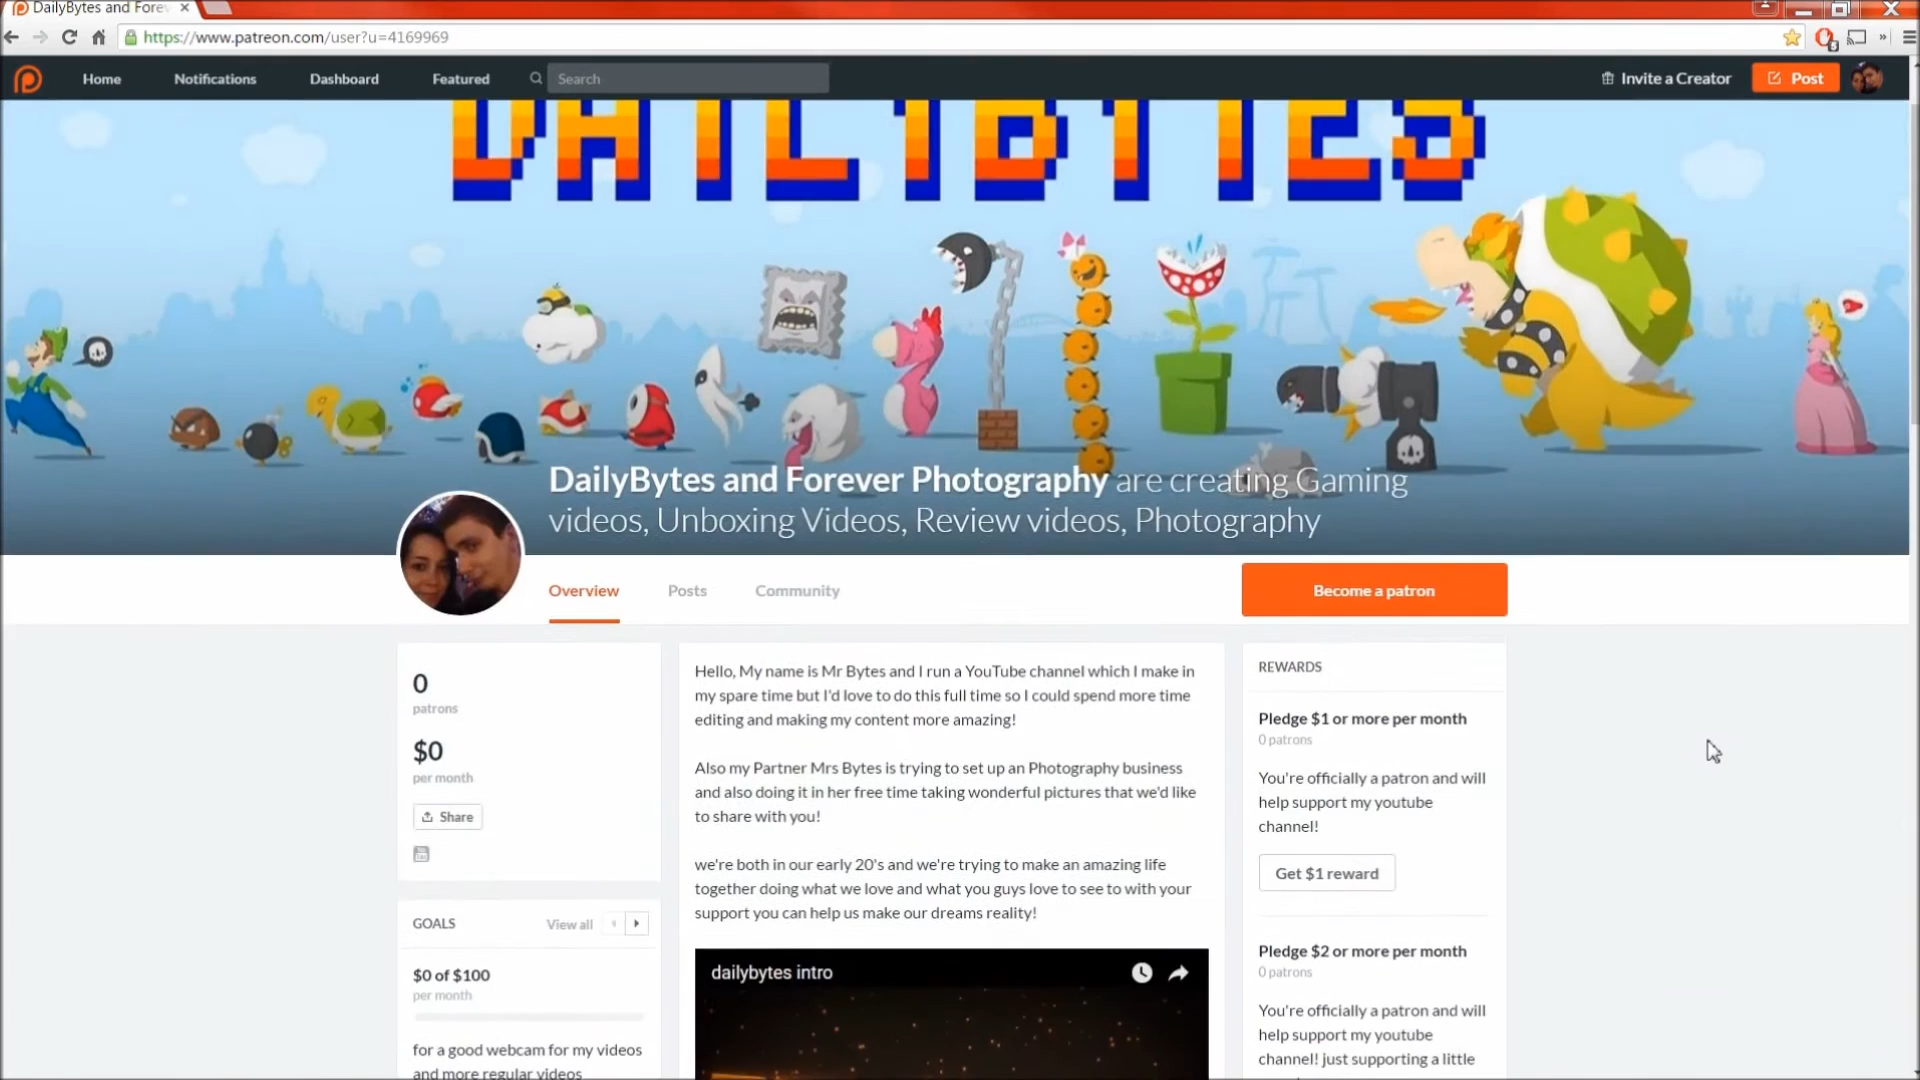 DailyBytes and Forev
https://www.patreon.com/user?u=4169969
Home
Notifications
Dashboard
Featured
Search
Invite a Creator
Post
DAILYBYTES
DailyBytes and Forever Photography are creating Gaming
videos, Unboxing Videos, Review videos, Photography
Overview
Posts
Community
Become a patron
0
patrons
$0
per month
Share
GOALS
View all
$0 of $100
per month
for a good webcam for my videos
and more regular videos
Hello, My name is Mr Bytes and I run a YouTube channel which I make in
my spare time but I'd love to do this full time so I could spend more time
editing and making my content more amazing!
Also my Partner Mrs Bytes is trying to set up an Photography business
and also doing it in her free time taking wonderful pictures that we'd like
to share with you!
we're both in our early 20's and we're trying to make an amazing life
together doing what we love and what you guys love to see to with your
support you can help us make our dreams reality!
dailybytes intro
REWARDS
Pledge $1 or more per month
0 patrons
You're officially a patron and will
help support my youtube
channel!
Get $1 reward
Pledge $2 or more per month
0 patrons
You're officially a patron and will
help support my youtube
channel! just supporting a little